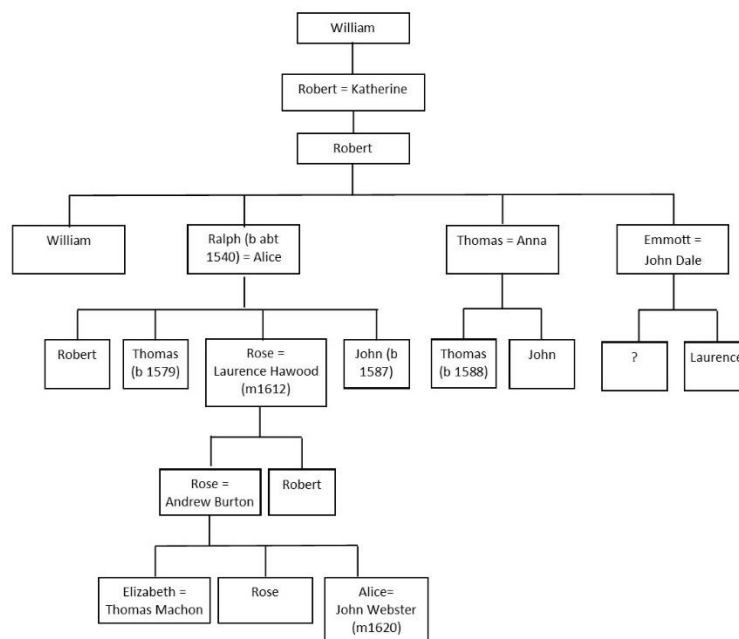 William
Robert = Katherine
Robert
William
Ralph (b abt
1540) = Alice
Thomas = Anna
Emmott =
John Dale
Robert
Thomas
(b 1579)
Rose =
Laurence Hawood
(m1612)
John (b
1587)
Thomas
(b 1588)
John
?
Laurence
Rose =
Andrew Burton
Robert
Elizabeth =
Thomas Machon
Rose
Alice=
John Webster
(m1620)